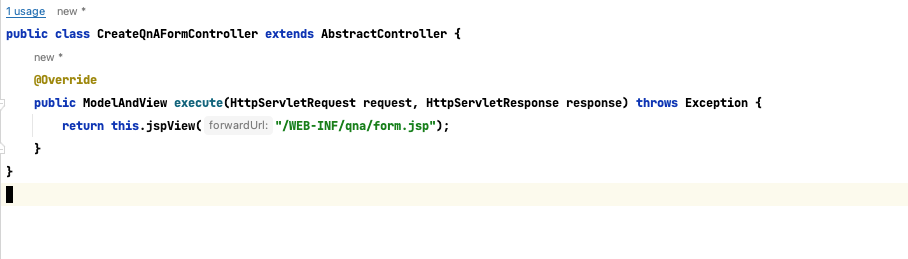 1 usage new *
public class CreateQnAFormController extends AbstractController {
new *
@Override
public ModelAndView execute(HttpServletRequest request, HttpServletResponse response) throws Exception {
return this.jspView( forwardUrl: "/WEB-INF/qna/form.jsp");
}
}